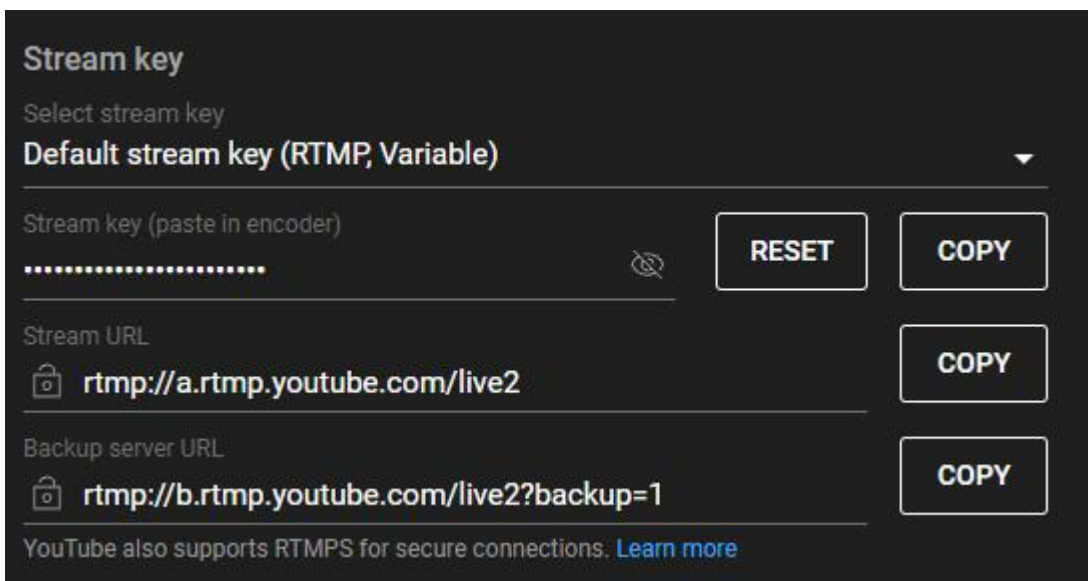 Stream key
Select stream key
Default stream key (RTMP, Variable)
Stream key (paste in encoder)
••••••••••••••••••••••••
RESET
COPY
Stream URL
rtmp://a.rtmp.youtube.com/live2
COPY
Backup server URL
rtmp://b.rtmp.youtube.com/live2?backup=1
COPY
YouTube also supports RTMPS for secure connections. Learn more